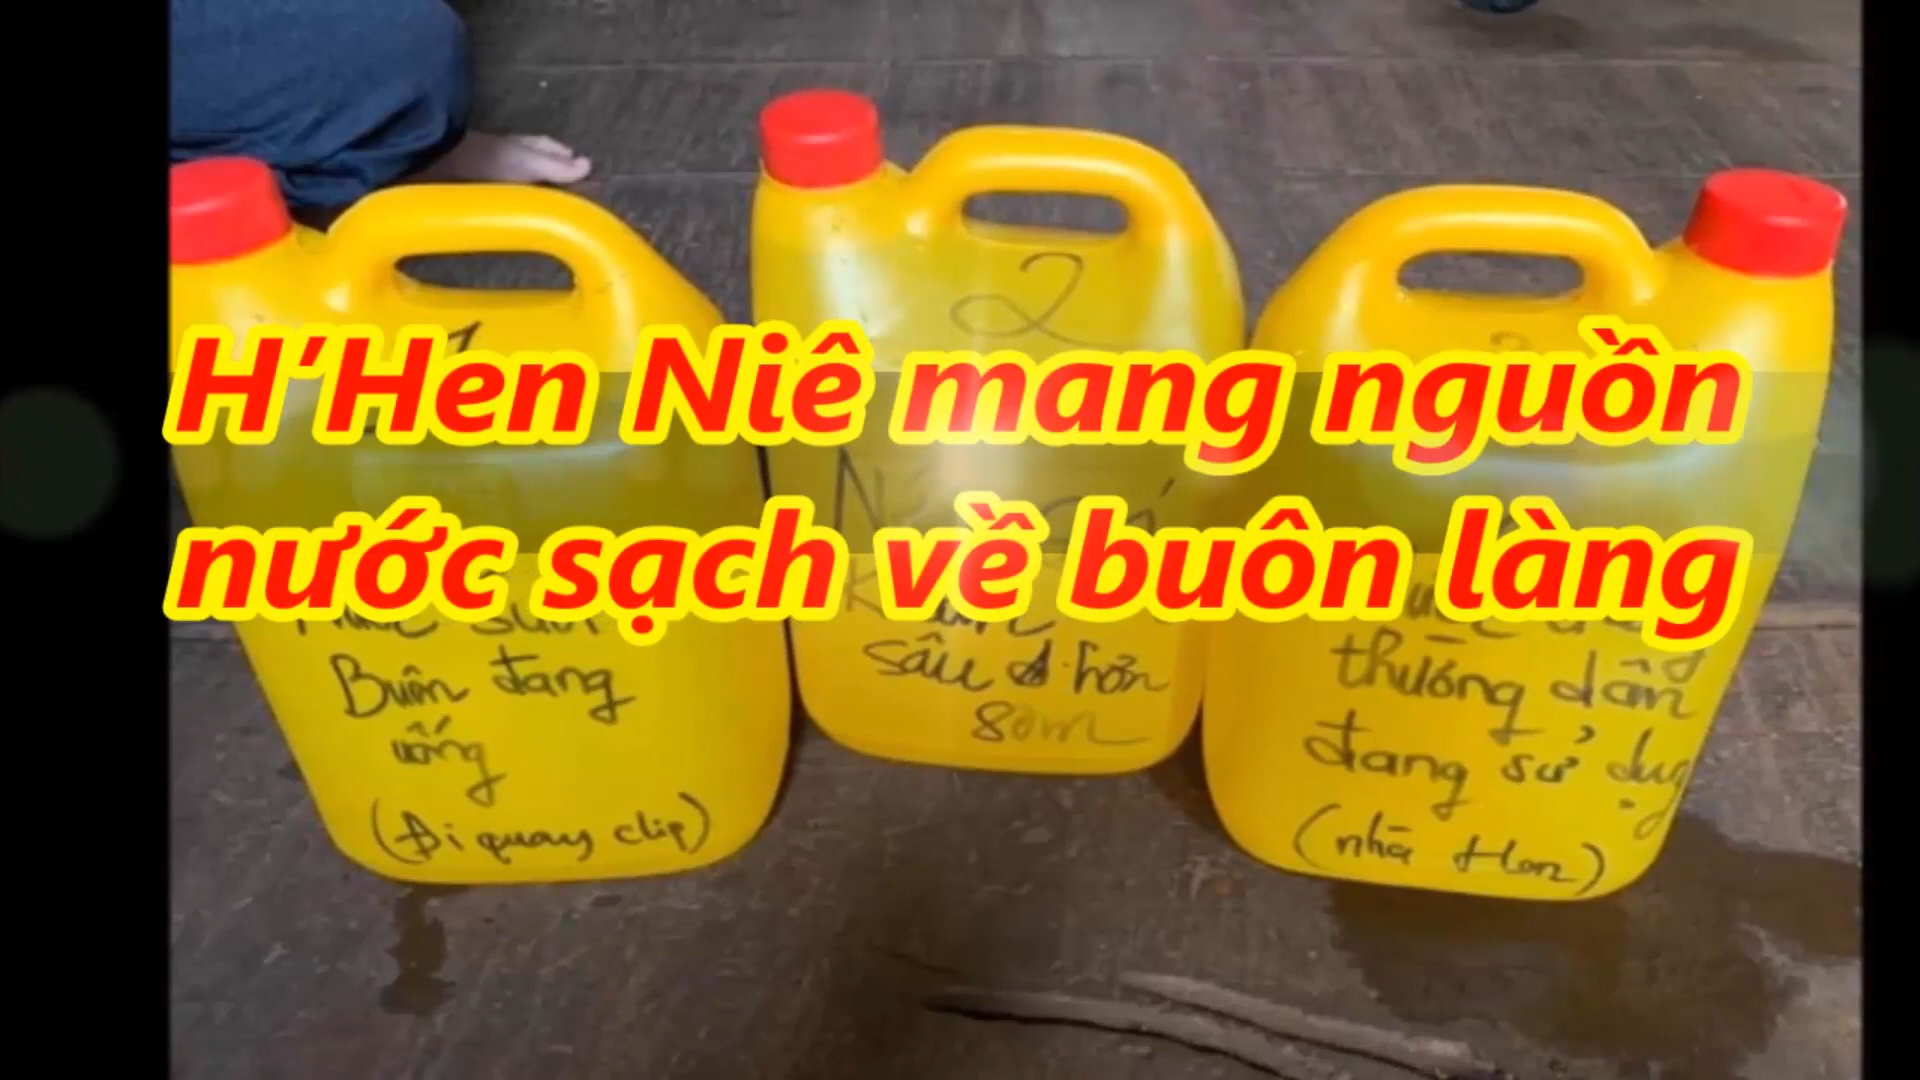 H'Hen Niê mang nguồn
nước sạch về buôn làng
1
Buôn đang
uống
(Đi quay clip)
2
sâu hơn
80m
thường dân
đang sử dụng
(nhà Hen)